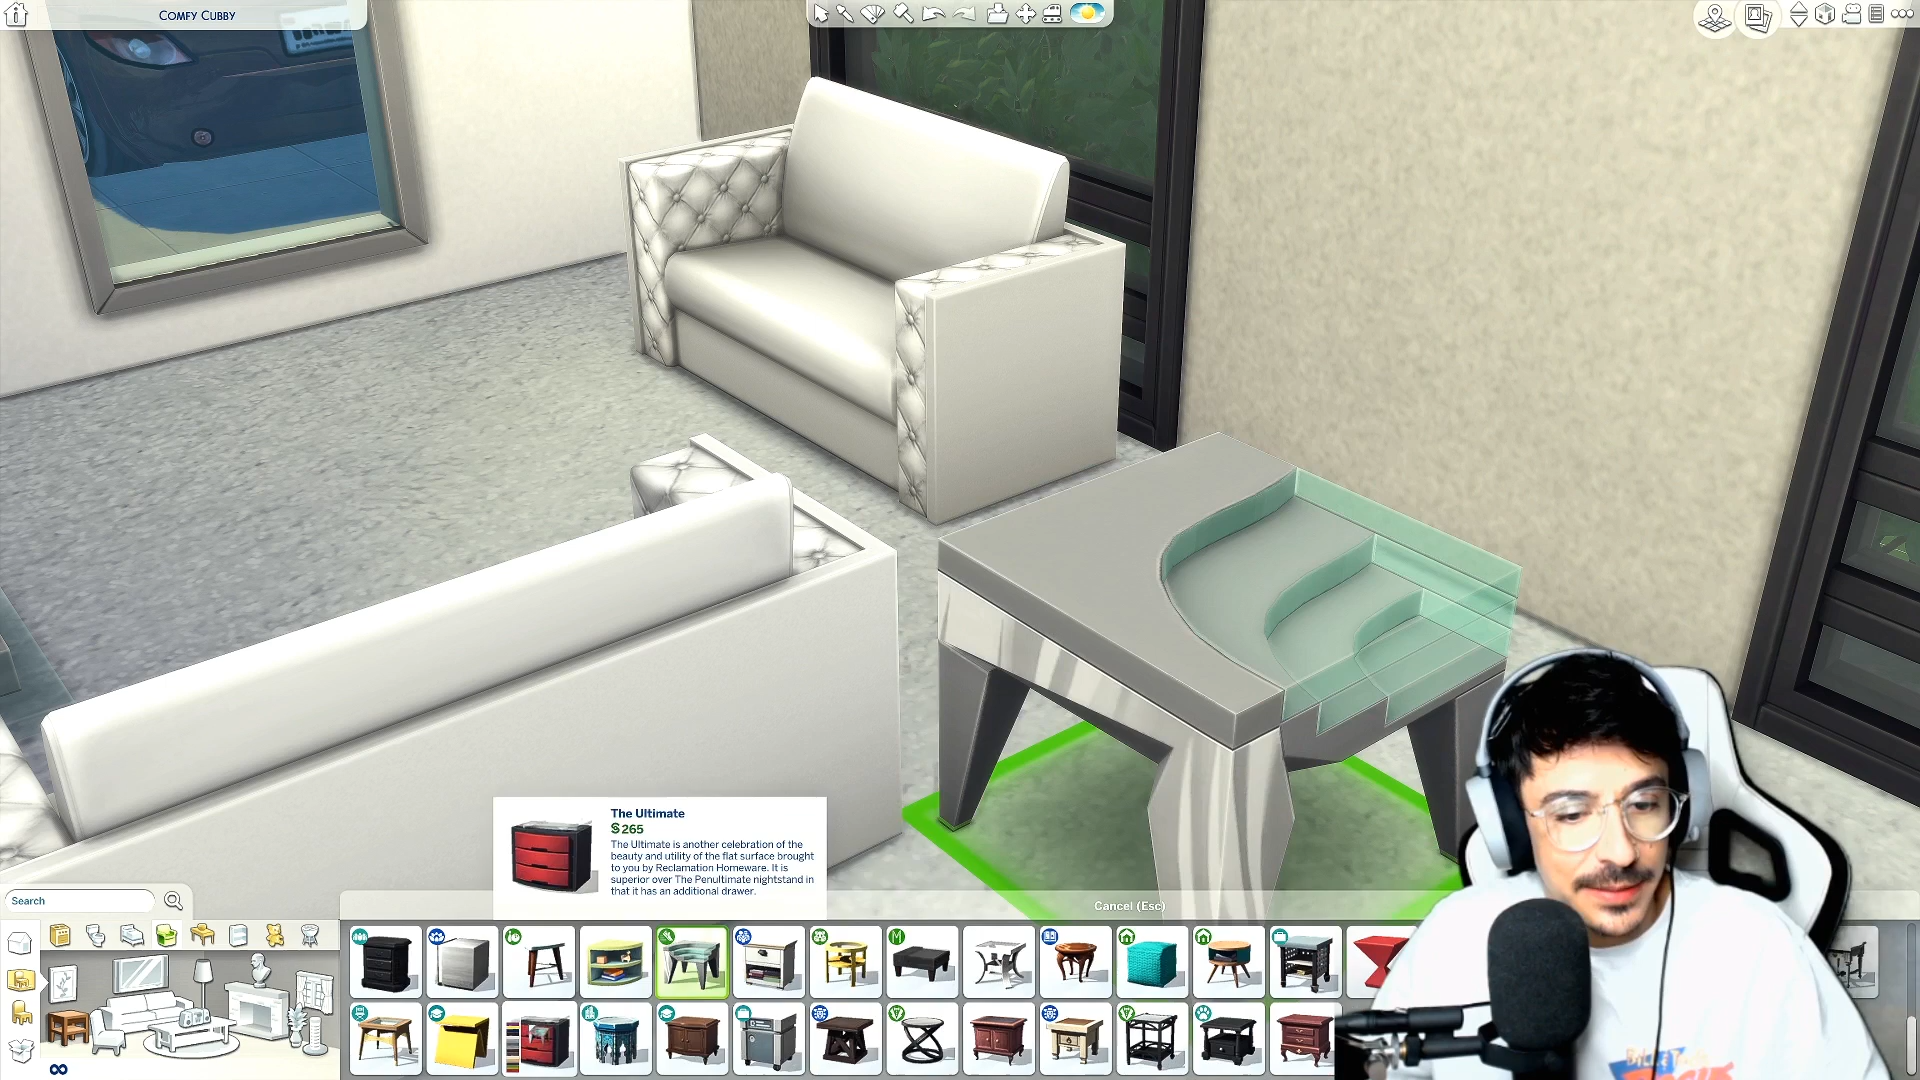 COMFY CUBBY
The Ultimate
§265
The Ultimate is another celebration of the
beauty and utility of the flat surface brought
to you by Reclamation Homeware. It is
superior over The Penultimate nightstand in
that it has an additional drawer.
Search
Cancel (Esc)